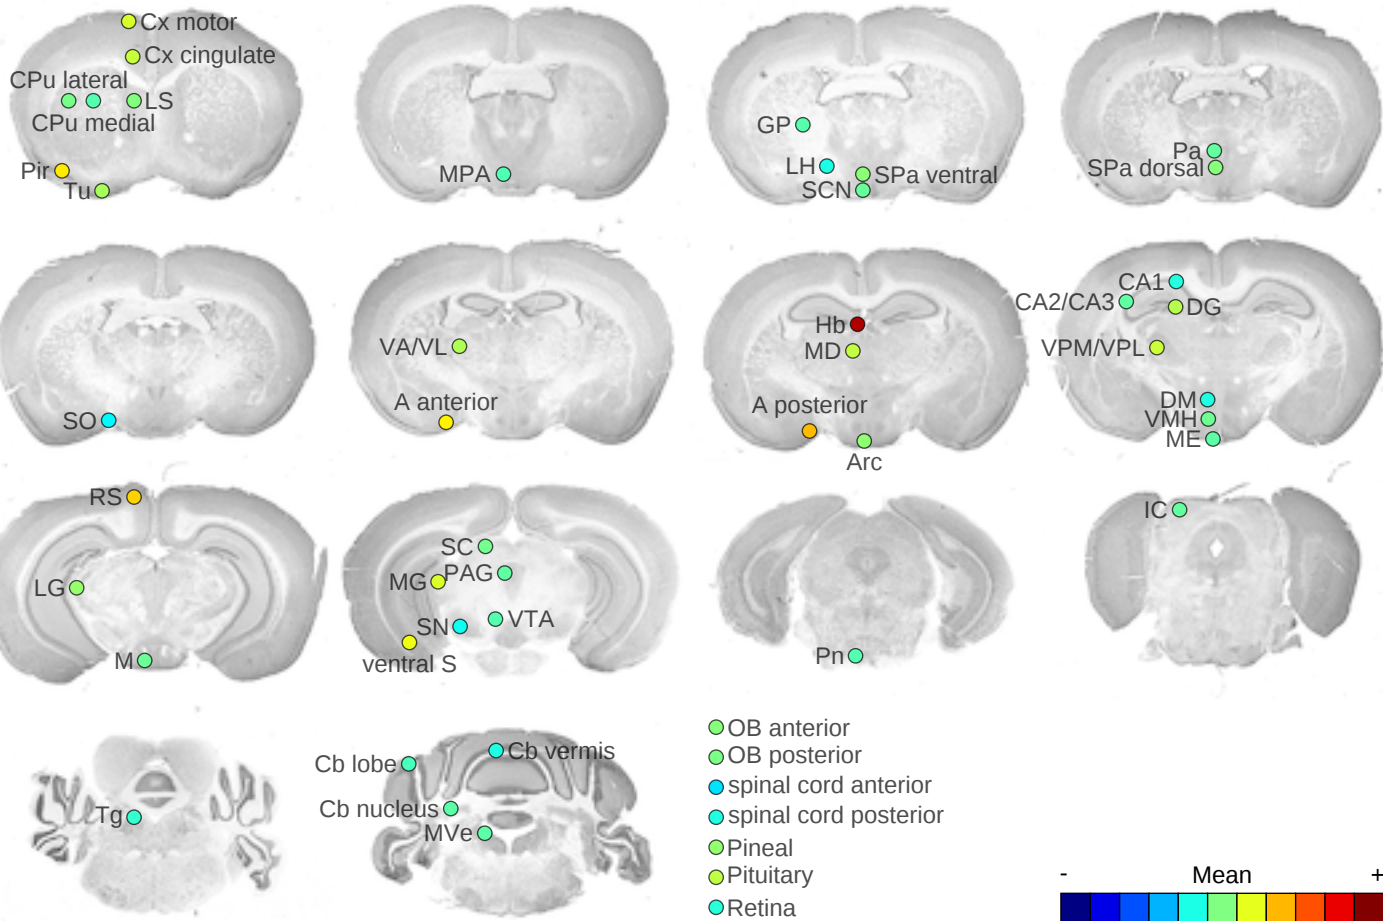 Cx motor
Cx cingulate
CPu lateral
LS
CPu medial
Pir
Tu
MPA
GP
LH
SPa ventral
SCN
Pa
SPa dorsal
SO
VA/VL
A anterior
Hb
MD
A posterior
Arc
CA1
CA2/CA3
DG
VPM/VPL
DM
VMH
ME
RS
LG
M
SC
PAG
MG
VTA
SN
ventral S
Pn
IC
Tg
Cb vermis
Cb lobe
Cb nucleus
MVe
OB anterior
OB posterior
spinal cord anterior
spinal cord posterior
Pineal
Pituitary
Retina
- Mean +